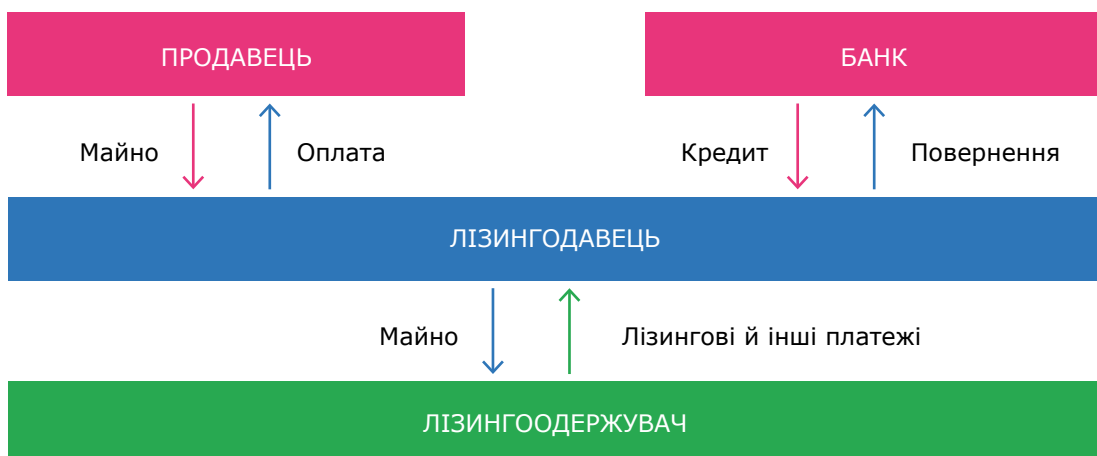 ПРОДАВЕЦЬ
БАНК
Майно
Оплата
Кредит
Повернення
ЛІЗИНГОДАВЕЦЬ
Майно
Лізингові й інші платежі
ЛІЗИНГООДЕРЖУВАЧ